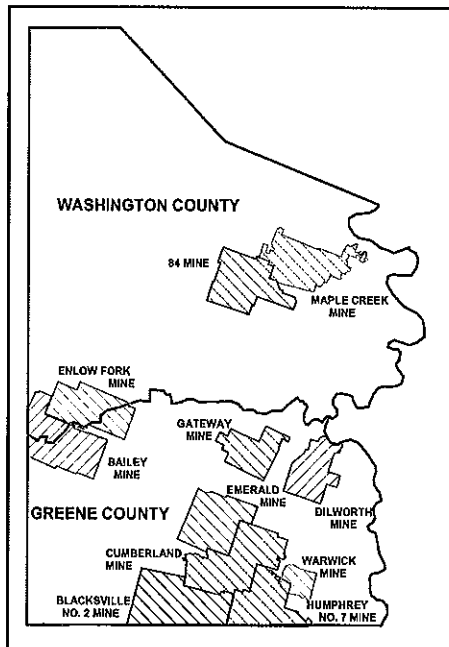 WASHINGTON COUNTY
84 MINE
MAPLE CREEK
MINE
ENLOW FORK
MINE
GATEWAY
MINE
BAILEY
MINE
EMERALD
MINE
DILWORTH
MINE
GREENE COUNTY
CUMBERLAND
MINE
WARWICK
MINE
BLACKSVILLE
NO. 2 MINE
HUMPHREY
NO. 7 MINE